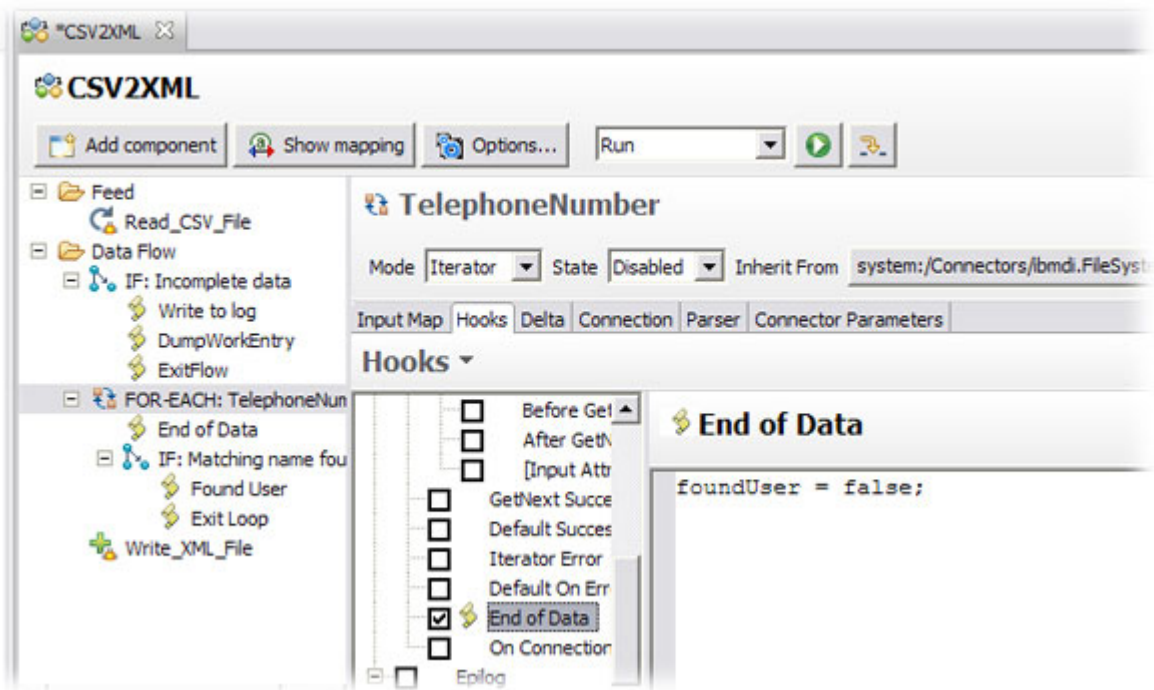 *CSV2XML
CSV2XML
Add component Show mapping Options... Run
Feed
Read_CSV_File
Data Flow
IF: Incomplete data
Write to log
DumpWorkEntry
ExitFlow
FOR-EACH: TelephoneNum
End of Data
IF: Matching name fou
Found User
Exit Loop
Write_XML_File
TelephoneNumber
Mode Iterator State Disabled Inherit From system:/Connectors/ibmdi.FileSyst
Input Map Hooks Delta Connection Parser Connector Parameters
Hooks
Before Get
After GetN
[Input Attr
GetNext Succe
Default Succes
Iterator Error
Default On Err
End of Data
On Connection
Epilog
End of Data
foundUser = false;